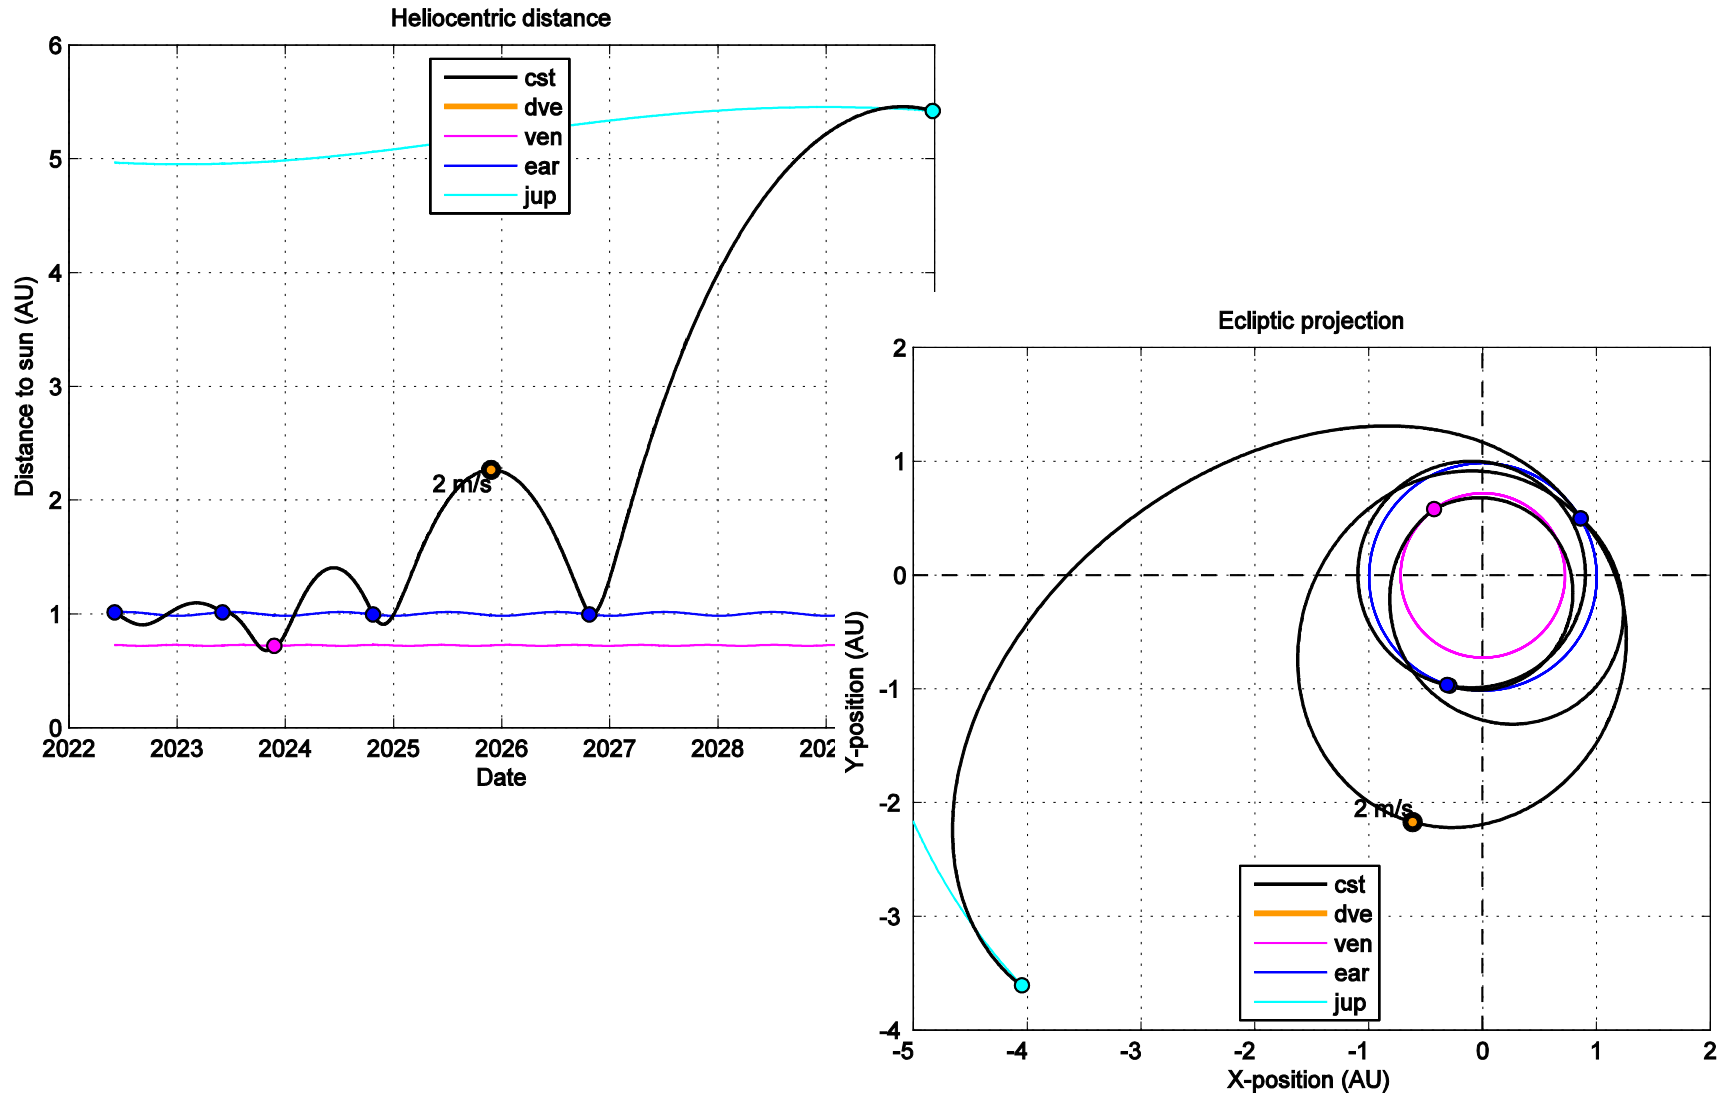 Heliocentric distance
6
5
4
3
2
1
0
Distance to sun (AU)
cst
dve
ven
ear
jup
2 m/s
2022 2023 2024 2025 2026 2027 2028 202
Date
Ecliptic projection
2
1
0
-1
-2
-3
-4
Y-position (AU)
2 m/s
cst
dve
ven
ear
jup
-5 -4 -3 -2 -1 0 1 2
X-position (AU)